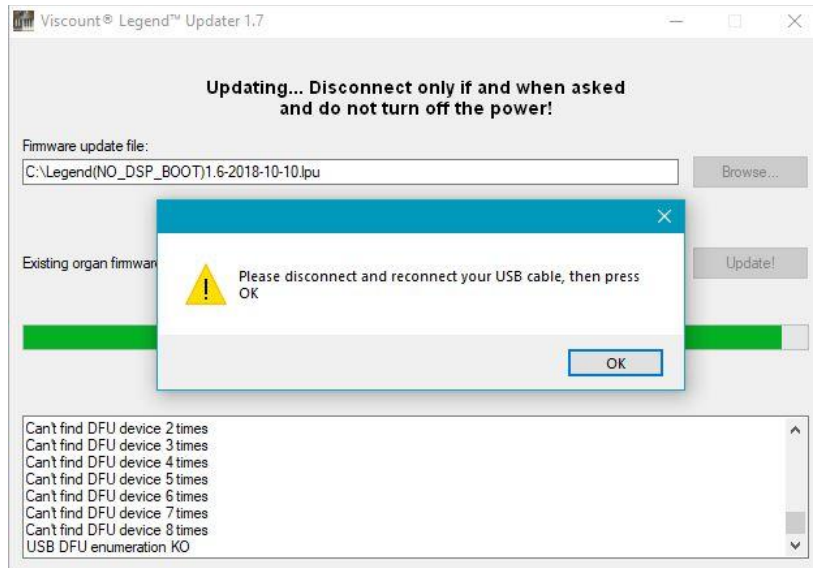 Viscount® Legend™ Updater 1.7
Updating... Disconnect only if and when asked
and do not turn off the power!
Firmware update file:
C:\Legend(NO_DSP_BOOT)1.6-2018-10-10.lpu
Browse...
Existing organ firmwar
Update!
Please disconnect and reconnect your USB cable, then press
OK
OK
Can't find DFU device 2 times
Can't find DFU device 3 times
Can't find DFU device 4 times
Can't find DFU device 5 times
Can't find DFU device 6 times
Can't find DFU device 7 times
Can't find DFU device 8 times
USB DFU enumeration KO